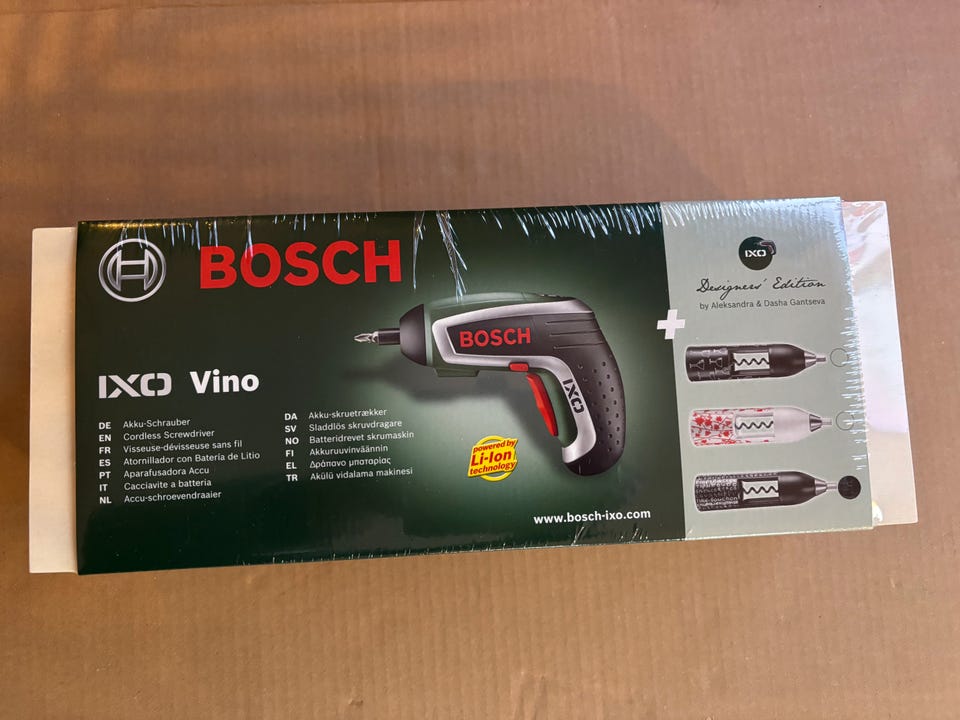 BOSCH
IXO Vino
DE Akku-Schrauber
EN Cordless Screwdriver
FR Visseuse-dévisseuse sans fil
ES Atornillador con Batería de Litio
PT Aparafusadora Accu
IT Cacciavite a batteria
NL Accu-schroevendraaier
DA Akku-skruetrækker
SV Sladdlös skruvdragare
NO Batteridrevet skrumaskin
FI Akkuruuvinväännin
EL Δράπανο μπαταρίας
TR Akülü vidalama makinesi
BOSCH
IXO
powered by
Li-Ion
technology
www.bosch-ixo.com
IXO
Designers' Edition
by Aleksandra & Dasha Gantseva
+